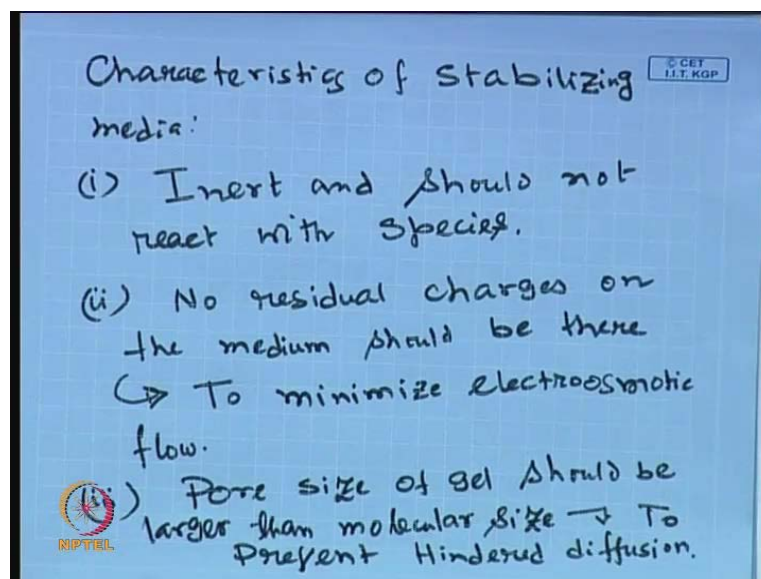 Characteristics of Stabilizing
© CET
I.I.T. KGP
media:
(i) Inert and should not
react with species.
(ii) No residual charges on
the medium should be there
↳ To minimize electroosmotic
flow.
(iii) Pore size of gel should be
larger than molecular size → To
Prevent Hindered diffusion.
NPTEL